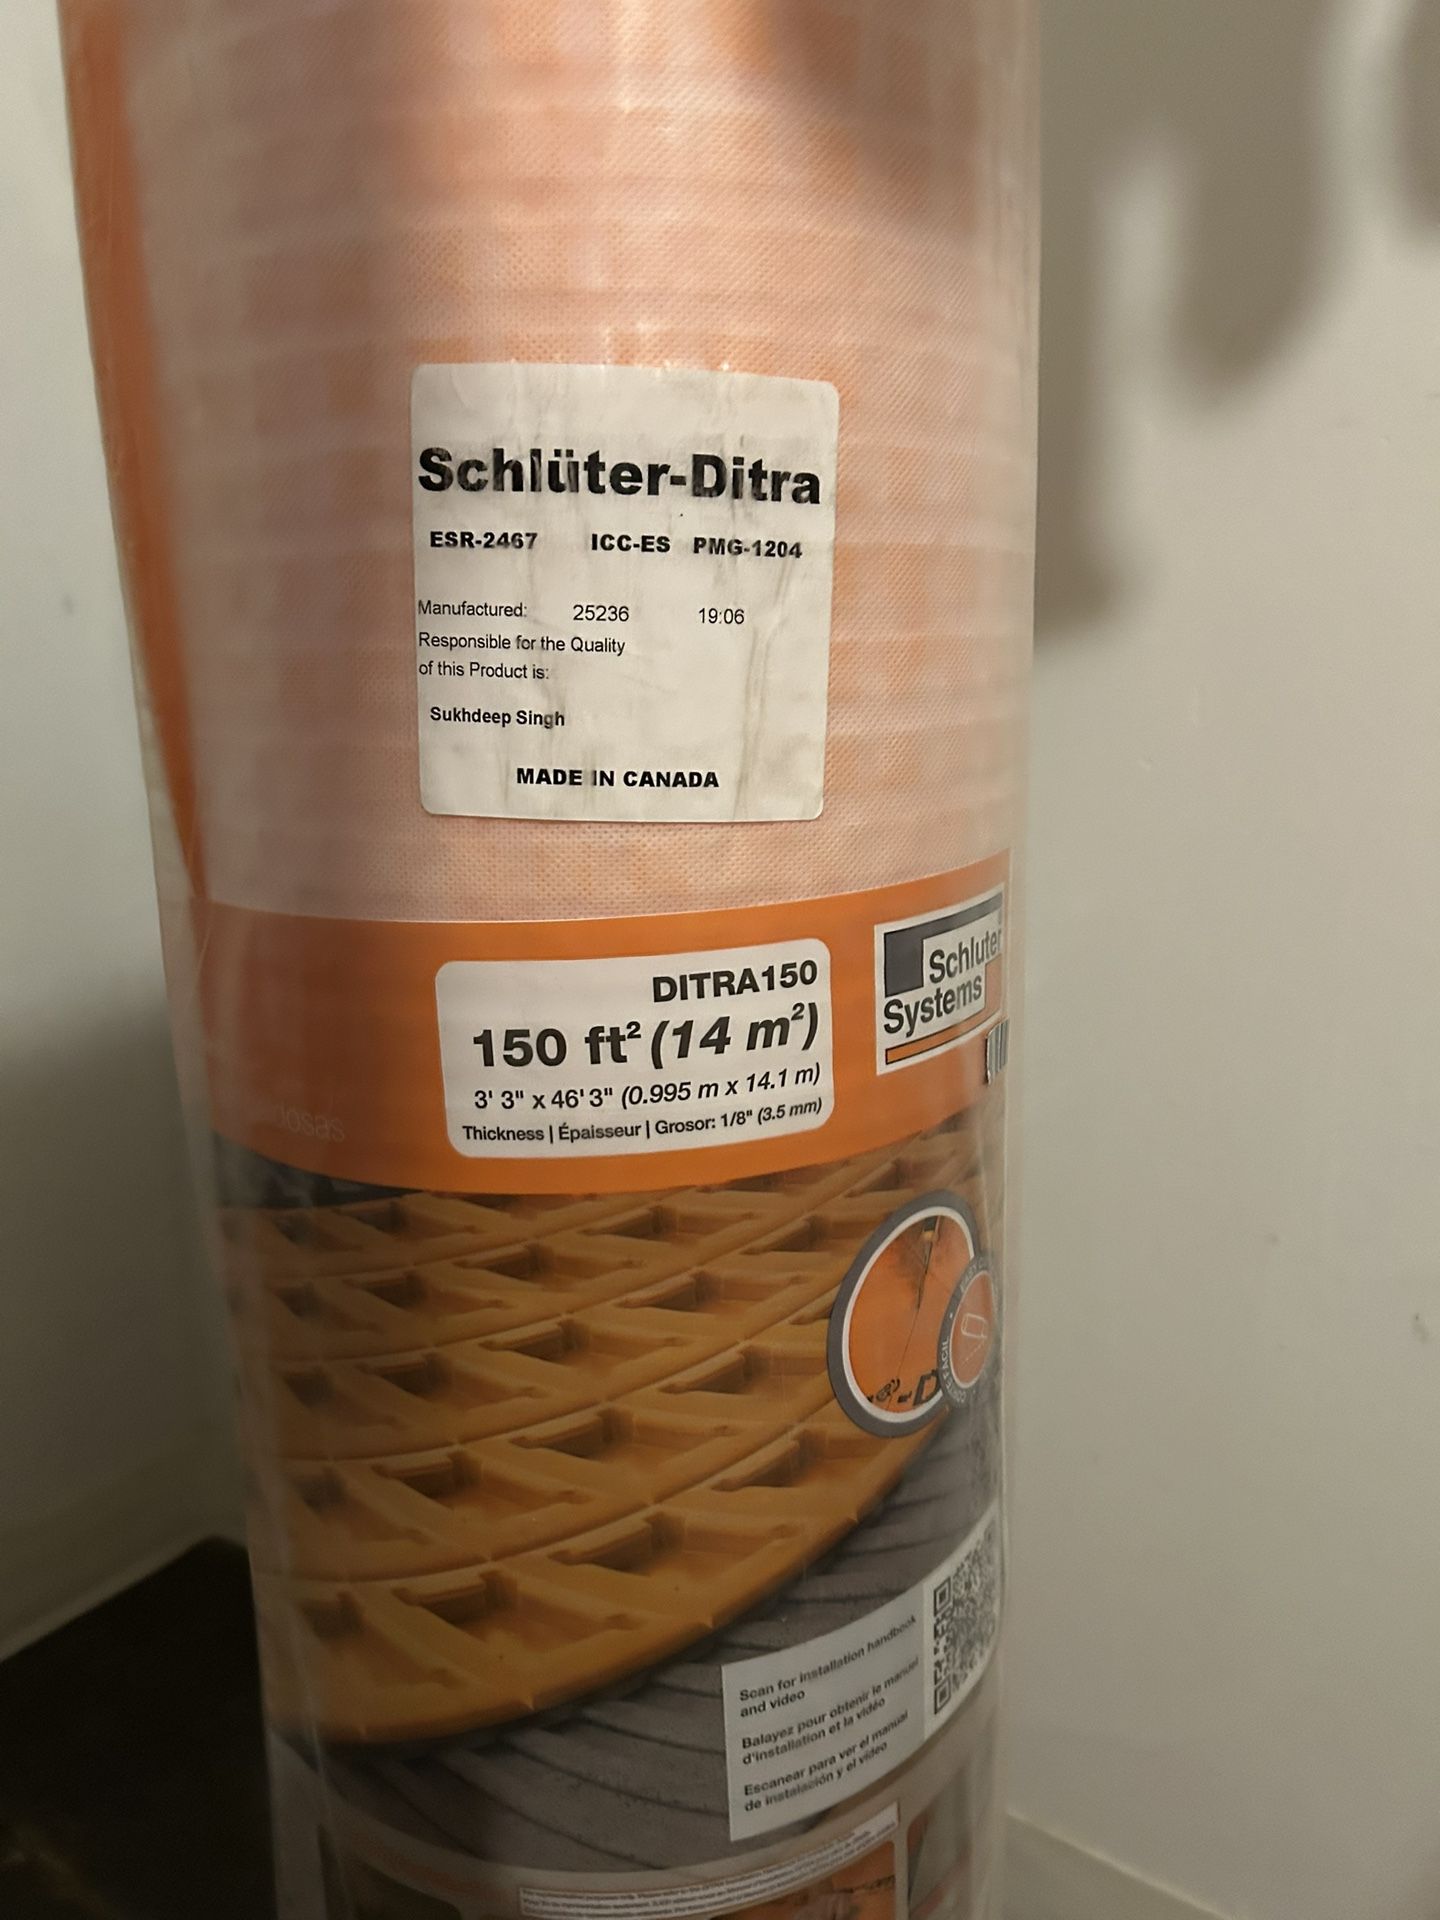 Schlüter-Ditra
ESR-2467 ICC-ES PMG-1204
Manufactured: 25236 19:06
Responsible for the Quality
of this Product is:
Sukhdeep Singh
MADE IN CANADA
Schluter
Systems
DITRA150
150 ft² (14 m²)
3' 3" x 46' 3" (0.995 m x 14.1 m)
Thickness | Épaisseur | Grosor: 1/8" (3.5 mm)
Scan for installation handbook
and video
Balayez pour obtenir le manuel
d'installation et la vidéo
Escanear para ver el manual
de instalación y el video